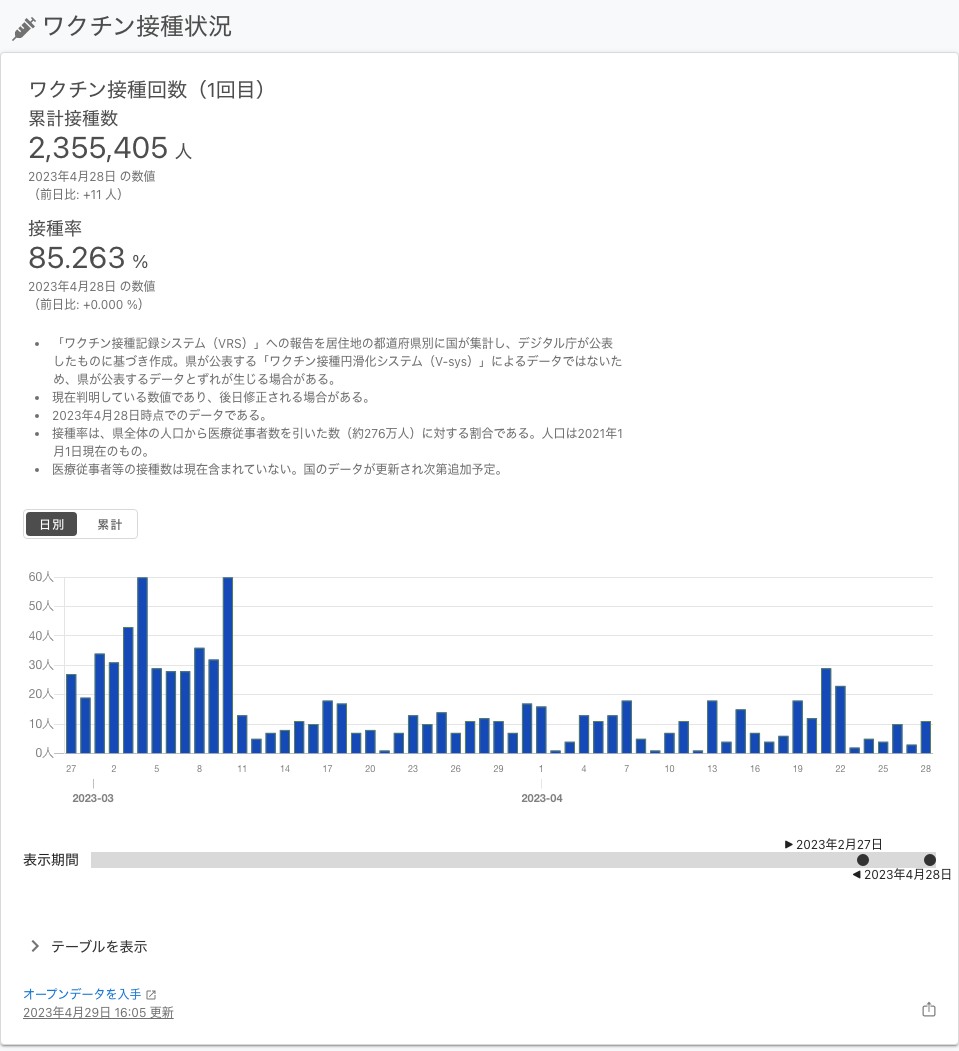 ワクチン接種状況
ワクチン接種回数（1回目）
累計接種数
2,355,405 人
2023年4月28日 の数値
（前日比: +11 人）
接種率
85.263 %
2023年4月28日 の数値
（前日比: +0.000 %）
• 「ワクチン接種記録システム（VRS）」への報告を居住地の都道府県別に国が集計し、デジタル庁が公表
したものに基づき作成。県が公表する「ワクチン接種円滑化システム（V-sys）」によるデータではないた
め、県が公表するデータとずれが生じる場合がある。
• 現在判明している数値であり、後日修正される場合がある。
• 2023年4月28日時点でのデータである。
• 接種率は、県全体の人口から医療従事者数を引いた数（約276万人）に対する割合である。人口は2021年1
月1日現在のもの。
• 医療従事者等の接種数は現在含まれていない。国のデータが更新され次第追加予定。
日別 累計
60人
50人
40人
30人
20人
10人
0人
27 2 5 8 11 14 17 20 23 26 29 1 4 7 10 13 16 19 22 25 28
2023-03 2023-04
▶ 2023年2月27日
表示期間
◀ 2023年4月28日
テーブルを表示
オープンデータを入手
2023年4月29日 16:05 更新